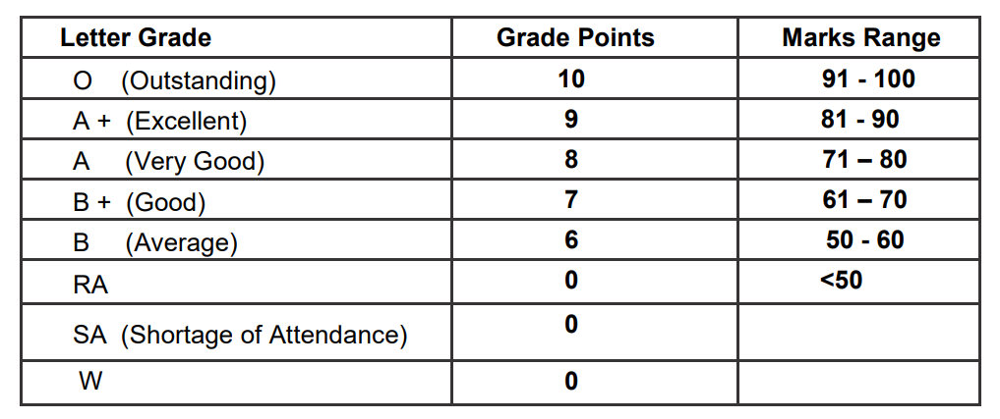 Letter Grade Grade Points Marks Range
O (Outstanding) 10 91 - 100
A + (Excellent) 9 81 - 90
A (Very Good) 8 71 – 80
B + (Good) 7 61 – 70
B (Average) 6 50 - 60
RA 0 <50
SA (Shortage of Attendance) 0
W 0